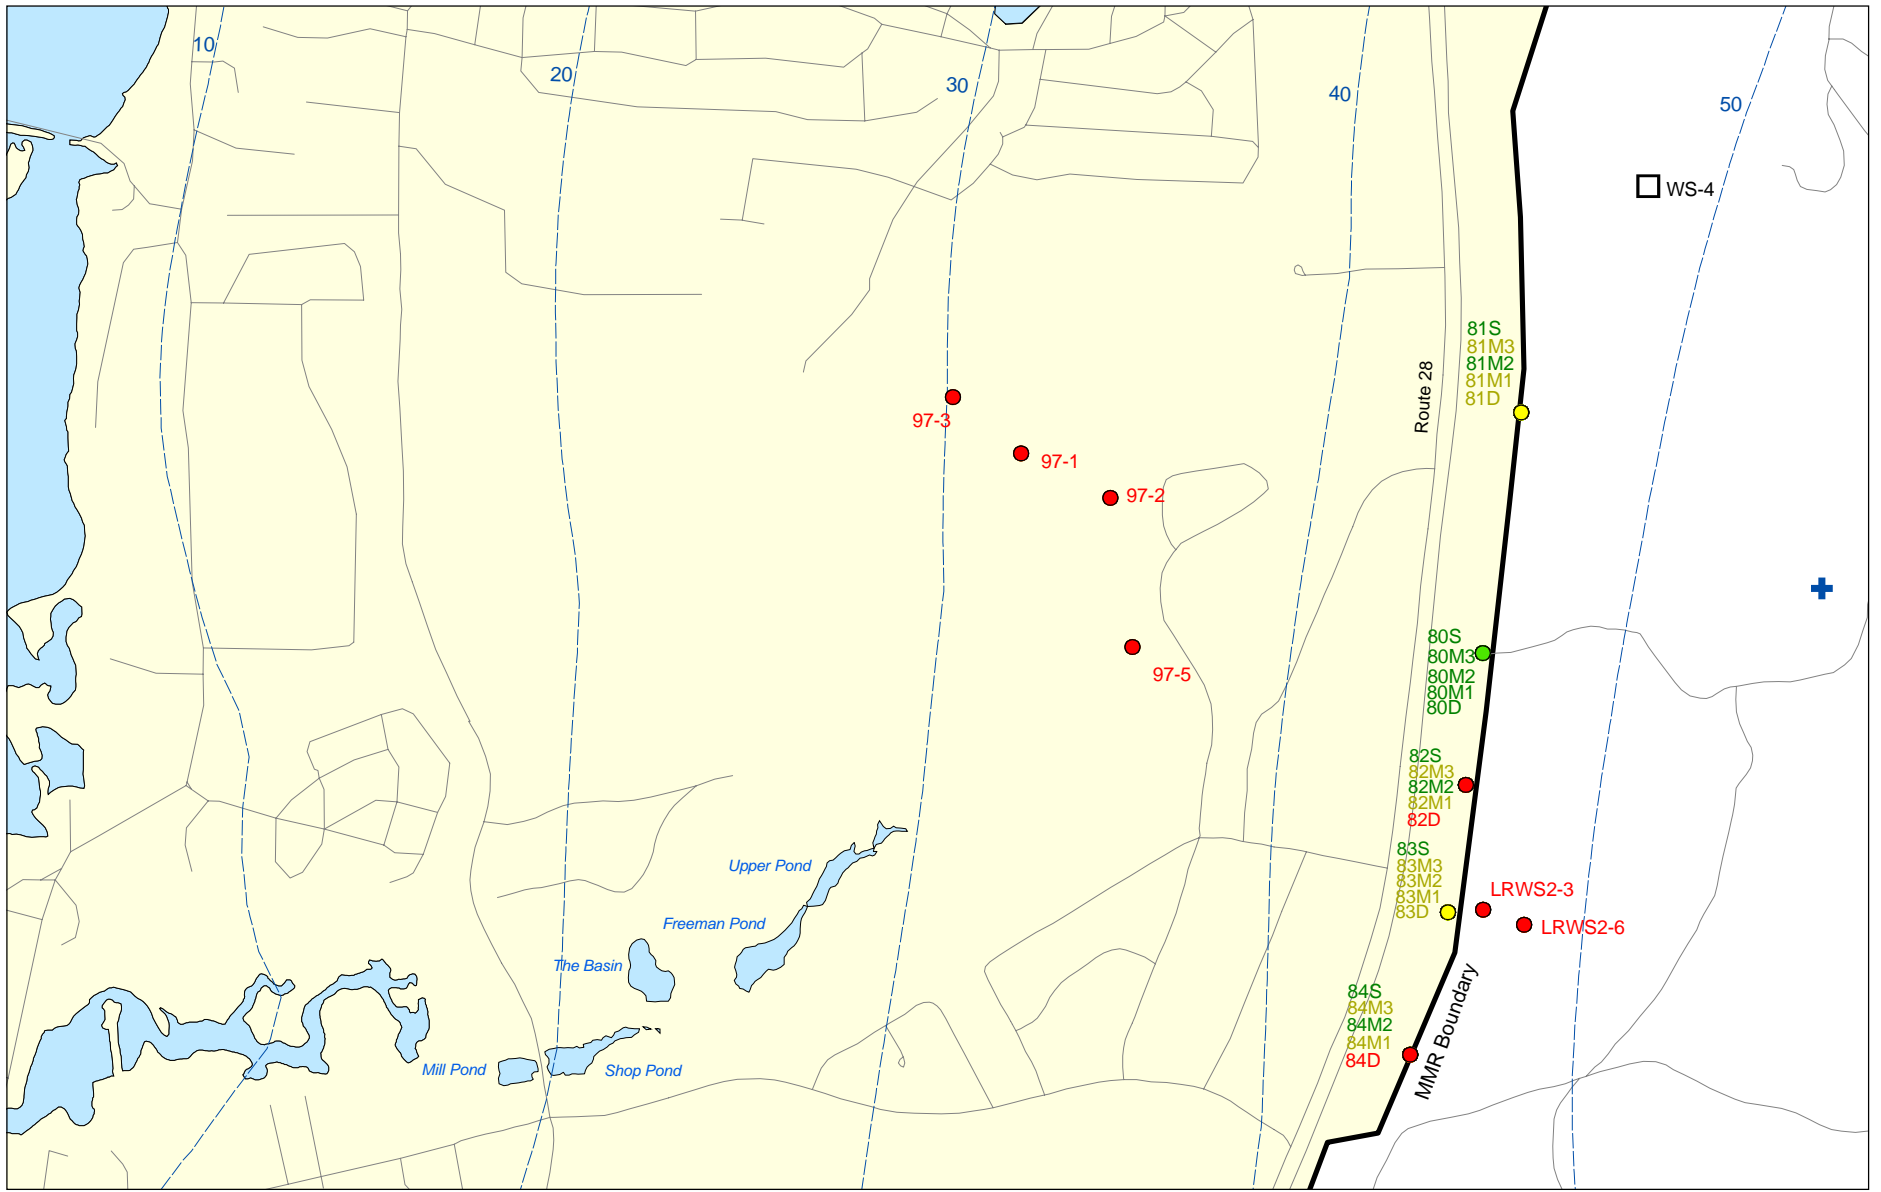 10
20
30
40
50
WS-4
81S
81M3
81M2
81M1
81D
Route 28
97-3
97-1
97-2
97-5
80S
80M3
80M2
80M1
80D
82S
82M3
82M2
82M1
82D
83S
83M3
83M2
83M1
83D
LRWS2-3
LRWS2-6
Upper Pond
Freeman Pond
The Basin
Mill Pond
Shop Pond
84S
84M3
84M2
84M1
84D
MMR Boundary